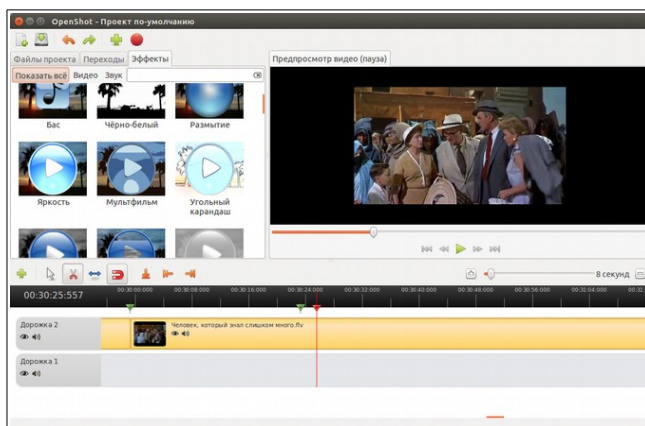 OpenShot - Проект по-умолчанию
Файлы проекта Переходы Эффекты
Предпросмотр видео (пауза)
Показать всё Видео Звук
Бас Чёрно-белый Размытие
Яркость Мультфильм Угольный карандаш
8 секунд
00:30:25:557
00:30:00:000 00:30:08:000 00:30:16:000 00:30:24:000 00:30:32:000 00:30:40:000 00:30:48:000 00:30:56:000 00:31:04:000
Дорожка 2
Человек, который знал слишком много.flv
Дорожка 1